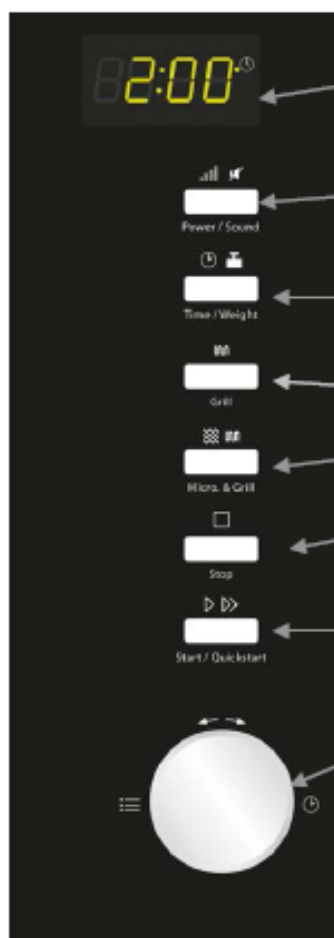 2:00
Power / Sound
Time / Weight
Grill
Micro. & Grill
Stop
Start / Quickstart